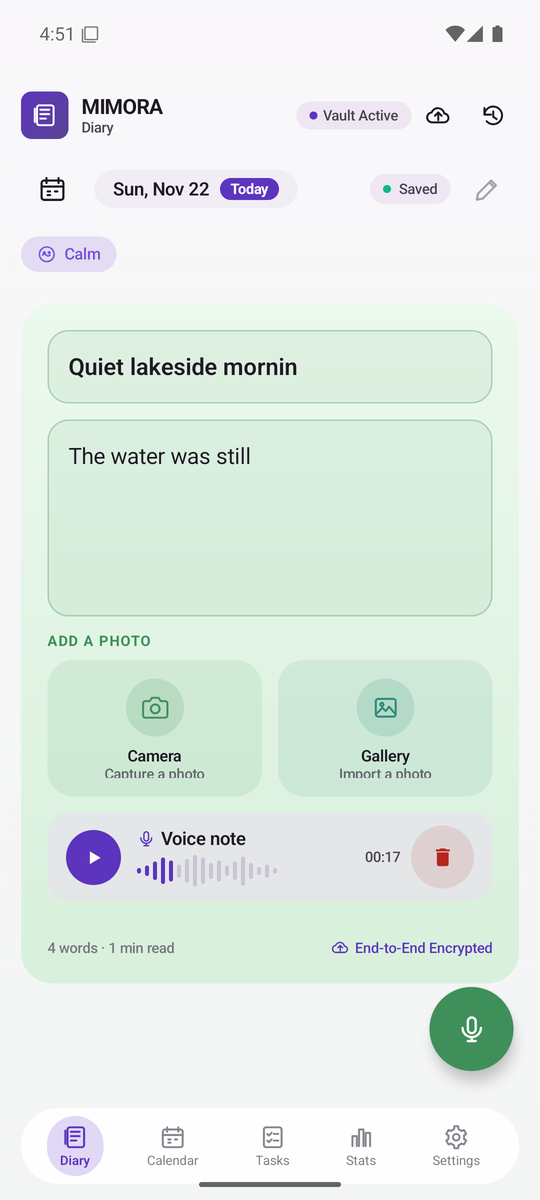 4:51
MIMORA
Diary
Vault Active
Sun, Nov 22
Today
Saved
Calm
Quiet lakeside mornin
The water was still
ADD A PHOTO
Camera
Capture a photo
Gallery
Import a photo
Voice note
00:17
4 words · 1 min read
End-to-End Encrypted
Diary
Calendar
Tasks
Stats
Settings